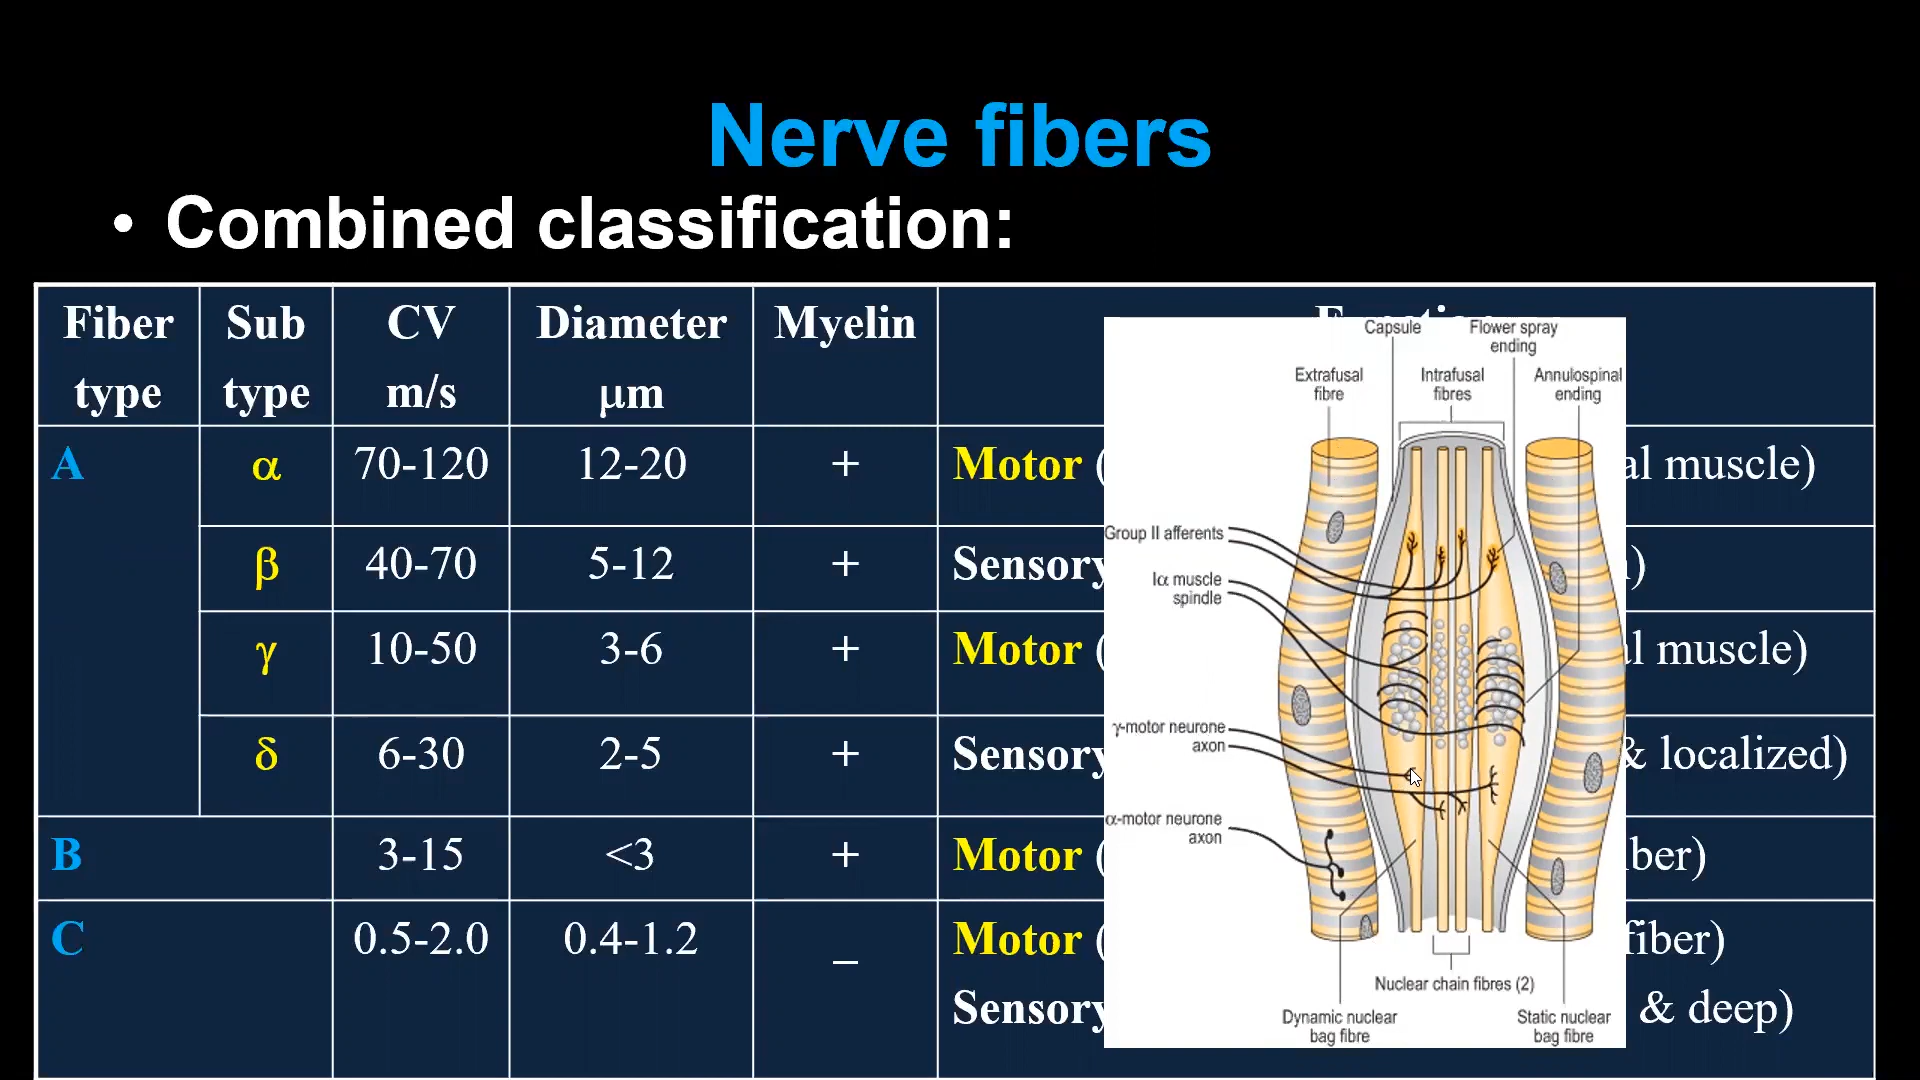 Nerve fibers
• Combined classification:
Fiber type Sub type CV m/s Diameter μm Myelin
A α 70-120 12-20 + Motor ( al muscle)
β 40-70 5-12 + Sensory )
γ 10-50 3-6 + Motor ( al muscle)
δ 6-30 2-5 + Sensory & localized)
B 3-15 <3 + Motor ( ber)
C 0.5-2.0 0.4-1.2 – Motor ( fiber)
Sensory & deep)
Capsule
Flower spray
ending
Extrafusal
fibre
Intrafusal
fibres
Annulospinal
ending
Group II afferents
Iα muscle
spindle
γ-motor neurone
axon
α-motor neurone
axon
Nuclear chain fibres (2)
Dynamic nuclear
bag fibre
Static nuclear
bag fibre